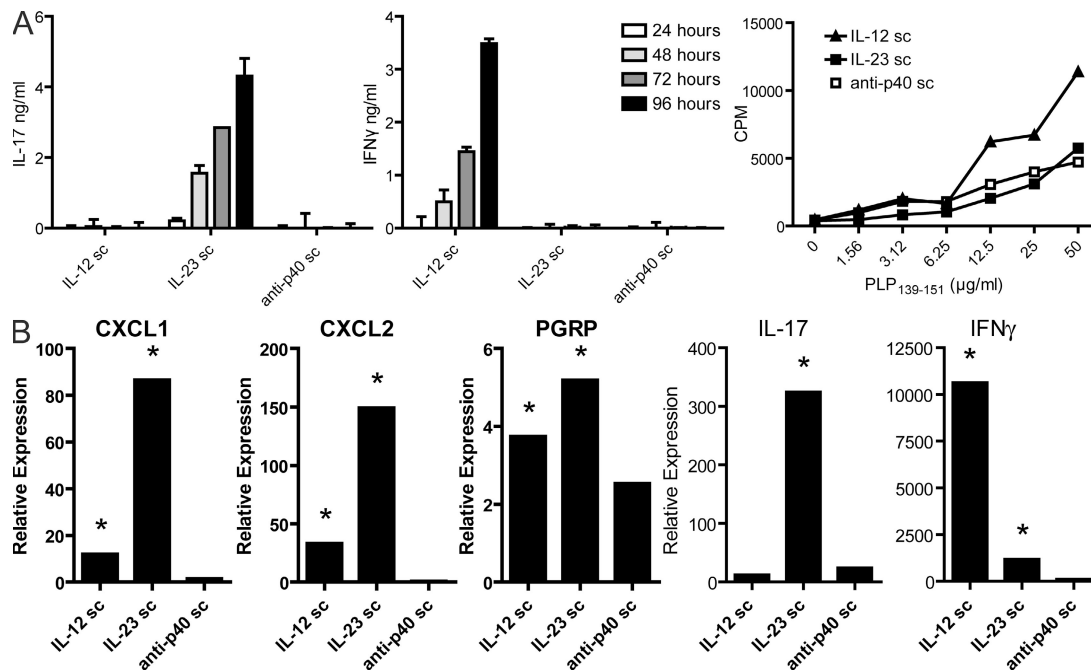 A
IL-17 ng/ml
6
4
2
0
IL-12 sc
IL-23 sc
anti-p40 sc
IFNγ ng/ml
4
3
2
1
0
IL-12 sc
IL-23 sc
anti-p40 sc
24 hours
48 hours
72 hours
96 hours
CPM
15000
10000
5000
0
IL-12 sc
IL-23 sc
anti-p40 sc
0
1.56
3.12
6.25
12.5
25
50
PLP139-151 (µg/ml)
B
CXCL1
Relative Expression
100
80
60
40
20
0
*
*
IL-12 sc
IL-23 sc
anti-p40 sc
CXCL2
Relative Expression
200
150
100
50
0
*
*
IL-12 sc
IL-23 sc
anti-p40 sc
PGRP
Relative Expression
6
4
2
0
*
*
IL-12 sc
IL-23 sc
anti-p40 sc
IL-17
Relative Expression
400
300
200
100
0
*
IL-12 sc
IL-23 sc
anti-p40 sc
IFNγ
12500
10000
7500
5000
2500
0
*
*
IL-12 sc
IL-23 sc
anti-p40 sc